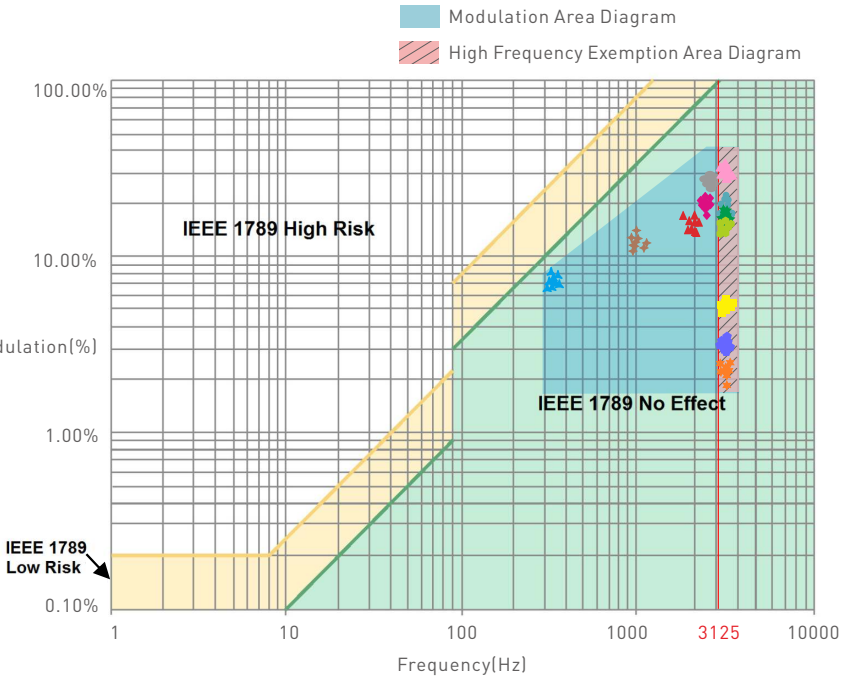 Modulation Area Diagram
High Frequency Exemption Area Diagram
100.00%
IEEE 1789 High Risk
10.00%
dulation(%)
IEEE 1789 No Effect
1.00%
IEEE 1789
Low Risk
0.10%
1 10 100 1000 3125 10000
Frequency(Hz)